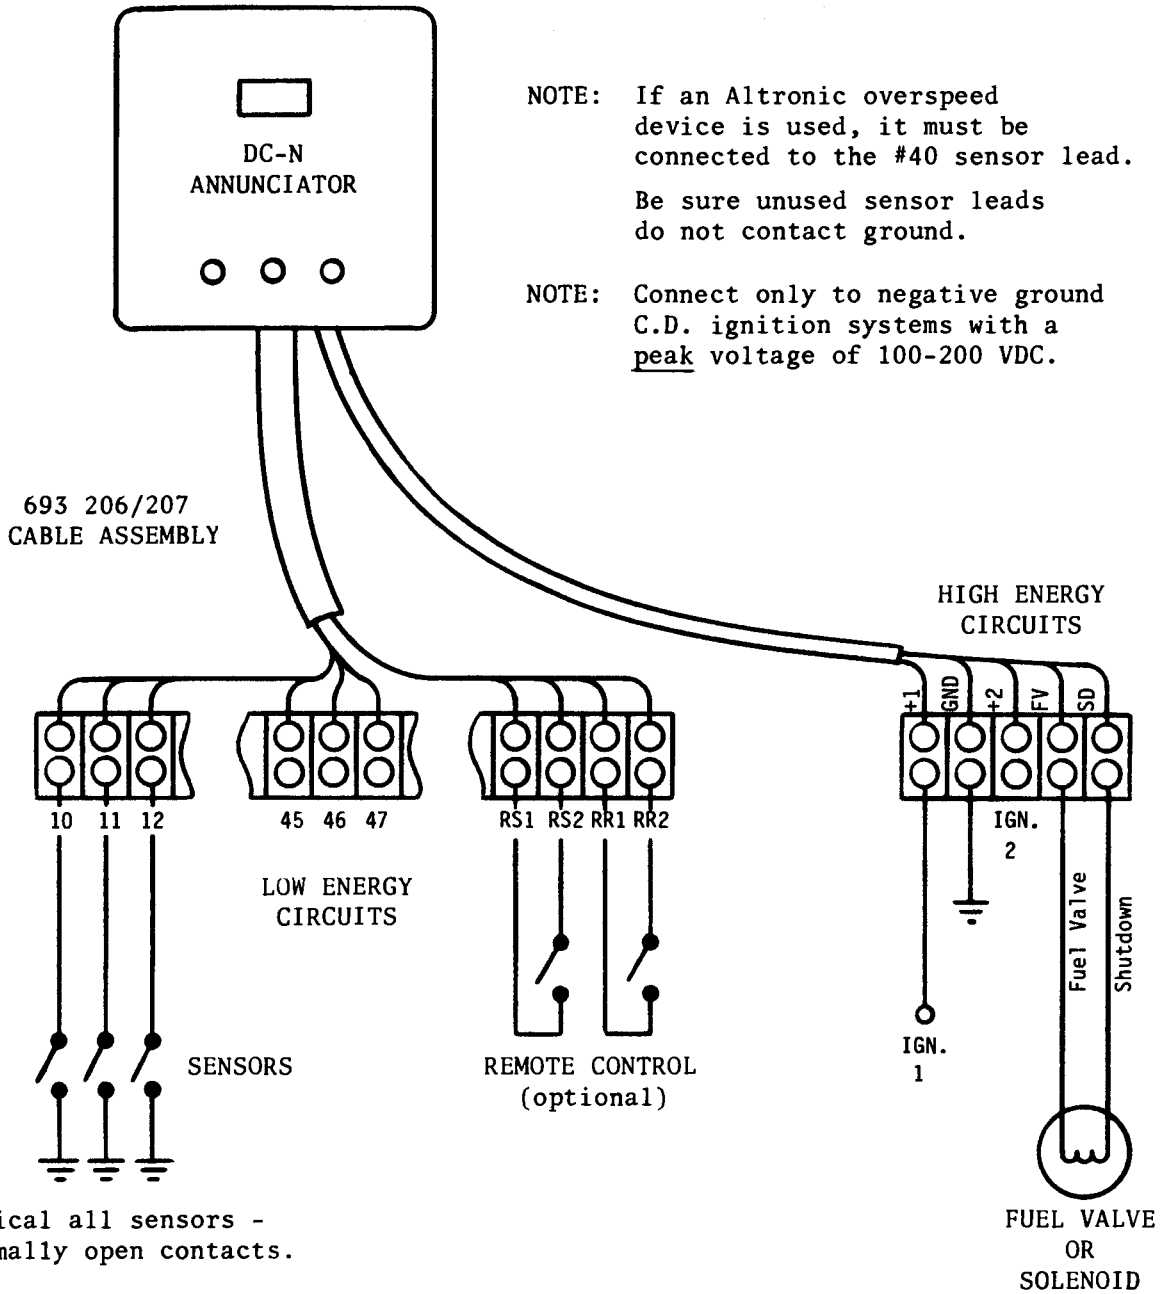 DC-N
ANNUNCIATOR
NOTE: If an Altronic overspeed
device is used, it must be
connected to the #40 sensor lead.
Be sure unused sensor leads
do not contact ground.
NOTE: Connect only to negative ground
C.D. ignition systems with a
peak voltage of 100-200 VDC.
693 206/207
CABLE ASSEMBLY
HIGH ENERGY
CIRCUITS
+1 GND +2 FV SD
10 11 12
45 46 47
RS1 RS2 RR1 RR2
IGN.
2
LOW ENERGY
CIRCUITS
Fuel Valve
Shutdown
IGN.
1
SENSORS
REMOTE CONTROL
(optional)
ical all sensors -
mally open contacts.
FUEL VALVE
OR
SOLENOID